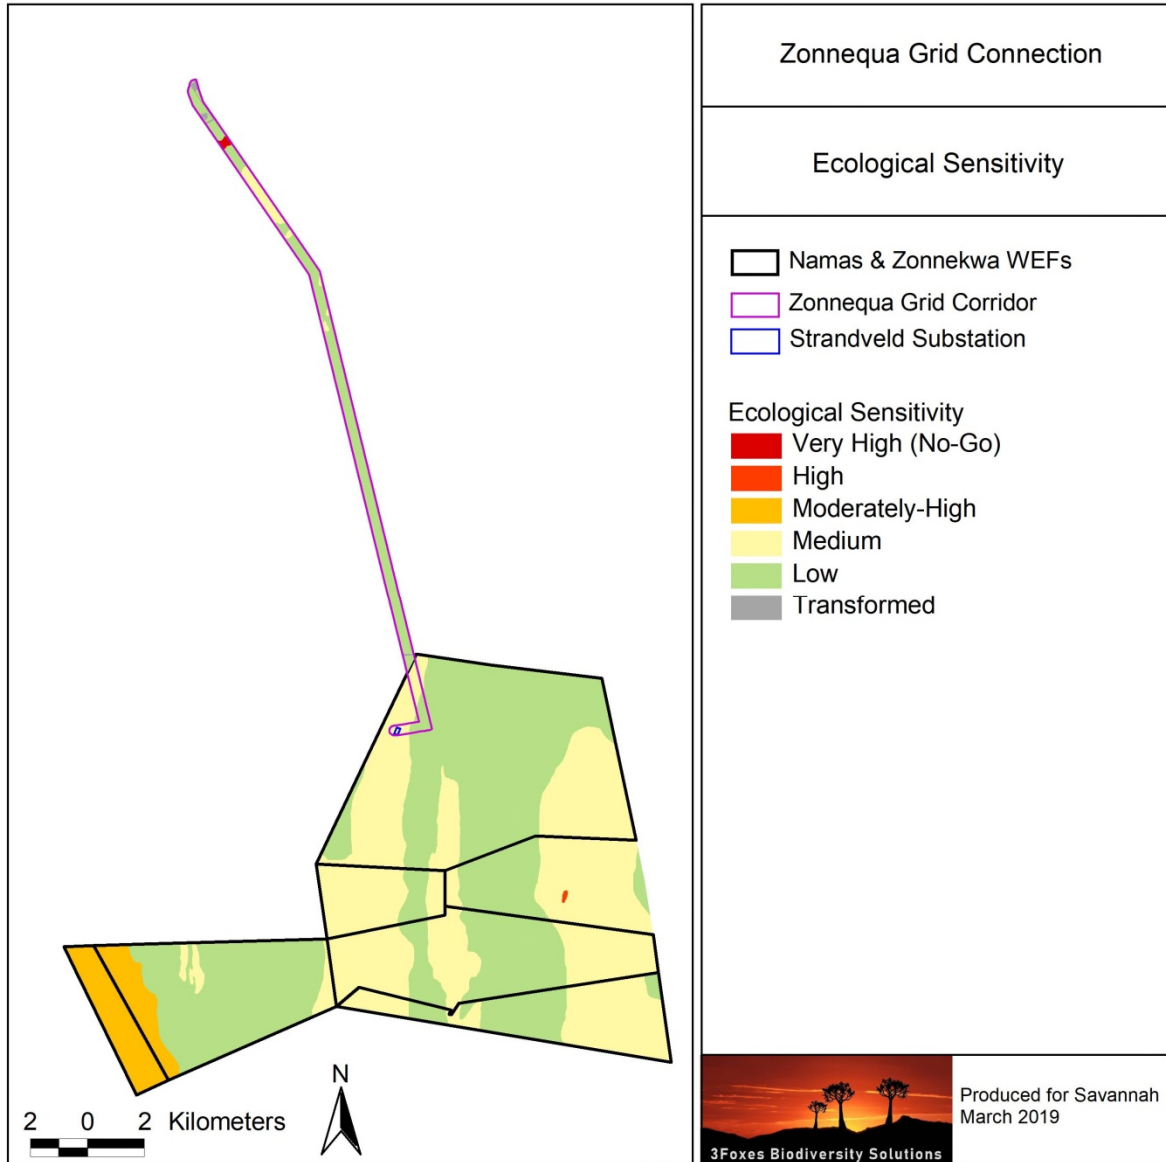 Zonnequa Grid Connection
Ecological Sensitivity
Namas & Zonnekwa WEFs
Zonnequa Grid Corridor
Strandveld Substation
Ecological Sensitivity
Very High (No-Go)
High
Moderately-High
Medium
Low
Transformed
N
2 0 2 Kilometers
3Foxes Biodiversity Solutions
Produced for Savannah
March 2019